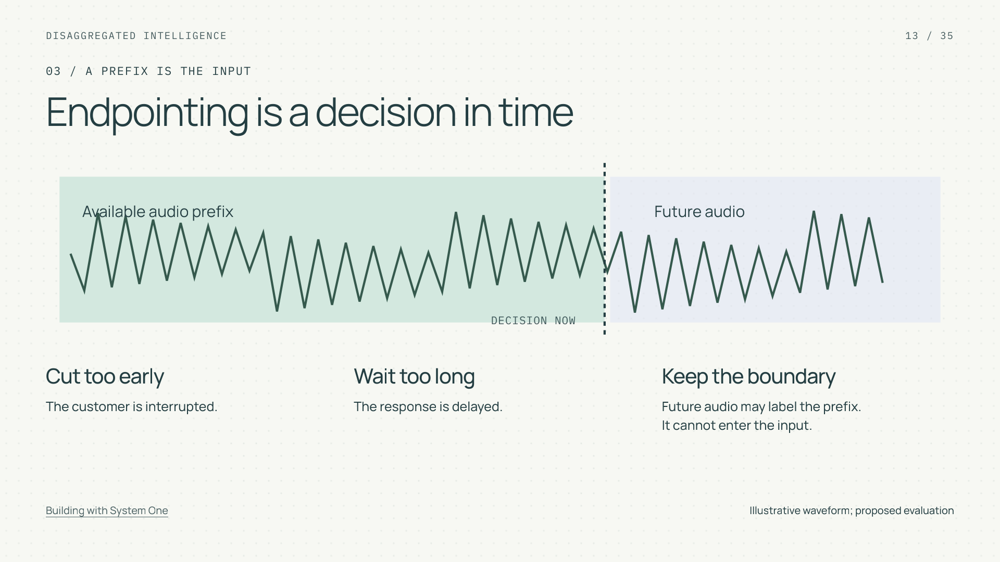 DISAGGREGATED INTELLIGENCE
13 / 35
03 / A PREFIX IS THE INPUT
Endpointing is a decision in time
Available audio prefix
Future audio
DECISION NOW
Cut too early
The customer is interrupted.
Wait too long
The response is delayed.
Keep the boundary
Future audio may label the prefix.
It cannot enter the input.
Building with System One
Illustrative waveform; proposed evaluation